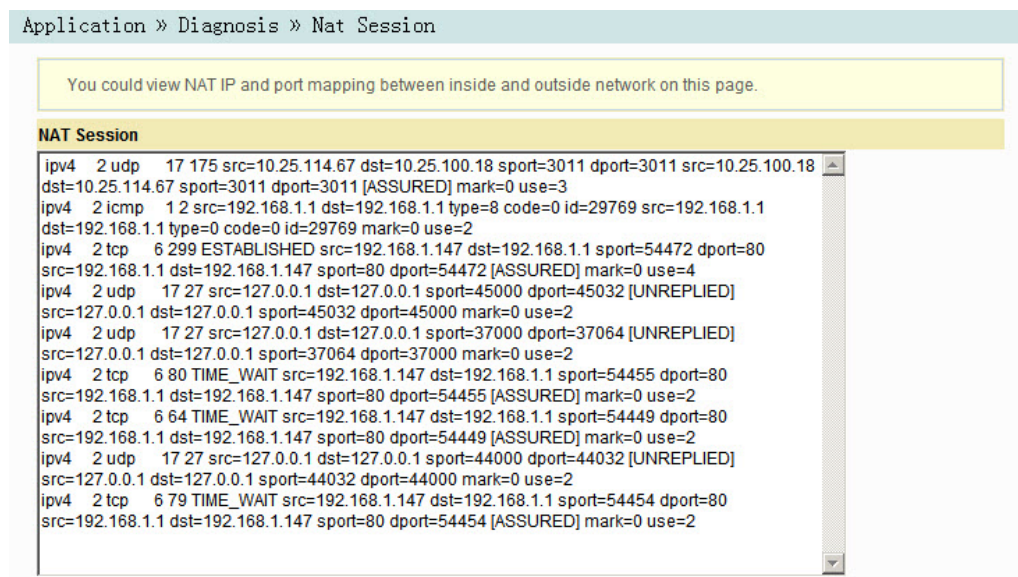 Application » Diagnosis » Nat Session
You could view NAT IP and port mapping between inside and outside network on this page.
NAT Session
ipv4 2 udp 17 175 src=10.25.114.67 dst=10.25.100.18 sport=3011 dport=3011 src=10.25.100.18
dst=10.25.114.67 sport=3011 dport=3011 [ASSURED] mark=0 use=3
ipv4 2 icmp 1 2 src=192.168.1.1 dst=192.168.1.1 type=8 code=0 id=29769 src=192.168.1.1
dst=192.168.1.1 type=0 code=0 id=29769 mark=0 use=2
ipv4 2 tcp 6 299 ESTABLISHED src=192.168.1.147 dst=192.168.1.1 sport=54472 dport=80
src=192.168.1.1 dst=192.168.1.147 sport=80 dport=54472 [ASSURED] mark=0 use=4
ipv4 2 udp 17 27 src=127.0.0.1 dst=127.0.0.1 sport=45000 dport=45032 [UNREPLIED]
src=127.0.0.1 dst=127.0.0.1 sport=45032 dport=45000 mark=0 use=2
ipv4 2 udp 17 27 src=127.0.0.1 dst=127.0.0.1 sport=37000 dport=37064 [UNREPLIED]
src=127.0.0.1 dst=127.0.0.1 sport=37064 dport=37000 mark=0 use=2
ipv4 2 tcp 6 80 TIME_WAIT src=192.168.1.147 dst=192.168.1.1 sport=54455 dport=80
src=192.168.1.1 dst=192.168.1.147 sport=80 dport=54455 [ASSURED] mark=0 use=2
ipv4 2 tcp 6 64 TIME_WAIT src=192.168.1.147 dst=192.168.1.1 sport=54449 dport=80
src=192.168.1.1 dst=192.168.1.147 sport=80 dport=54449 [ASSURED] mark=0 use=2
ipv4 2 udp 17 27 src=127.0.0.1 dst=127.0.0.1 sport=44000 dport=44032 [UNREPLIED]
src=127.0.0.1 dst=127.0.0.1 sport=44032 dport=44000 mark=0 use=2
ipv4 2 tcp 6 79 TIME_WAIT src=192.168.1.147 dst=192.168.1.1 sport=54454 dport=80
src=192.168.1.1 dst=192.168.1.147 sport=80 dport=54454 [ASSURED] mark=0 use=2